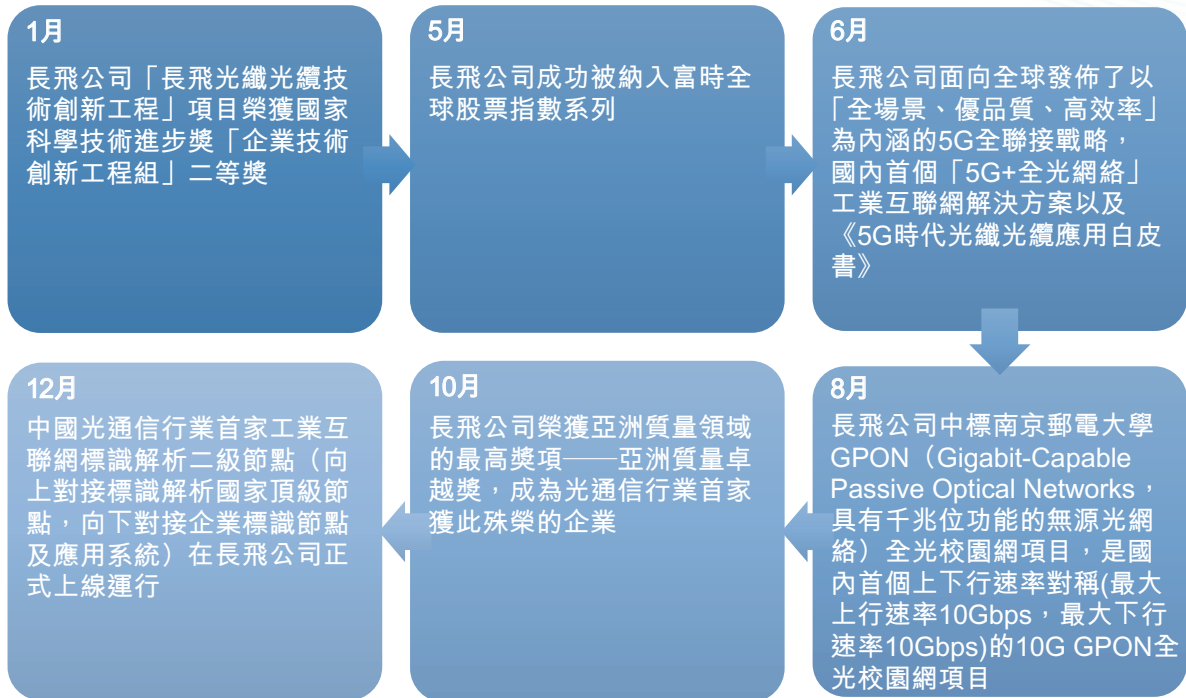 1月
長飛公司「長飛光纖光纜技
術創新工程」項目榮獲國家
科學技術進步獎「企業技術
創新工程組」二等獎
5月
長飛公司成功被納入富時全
球股票指數系列
6月
長飛公司面向全球發佈了以
「全場景、優品質、高效率」
為內涵的5G全聯接戰略，
國內首個「5G+全光網絡」
工業互聯網解決方案以及
《5G時代光纖光纜應用白皮
書》
8月
長飛公司中標南京郵電大學
GPON（Gigabit-Capable
Passive Optical Networks，
具有千兆位功能的無源光網
絡）全光校園網項目，是國
內首個上下行速率對稱(最大
上行速率10Gbps，最大下行
速率10Gbps)的10G GPON全
光校園網項目
10月
長飛公司榮獲亞洲質量領域
的最高獎項——亞洲質量卓
越獎，成為光通信行業首家
獲此殊榮的企業
12月
中國光通信行業首家工業互
聯網標識解析二級節點（向
上對接標識解析國家頂級節
點，向下對接企業標識節點
及應用系統）在長飛公司正
式上線運行